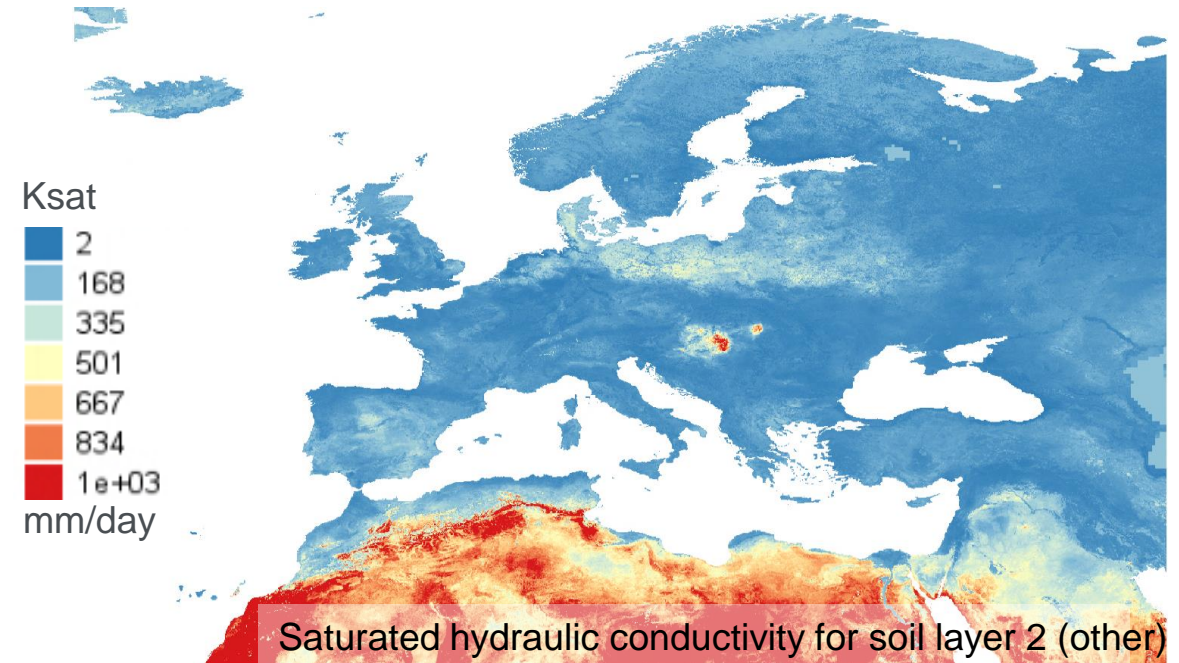 Ksat
2
168
335
501
667
834
1e+03
mm/day
Saturated hydraulic conductivity for soil layer 2 (other)